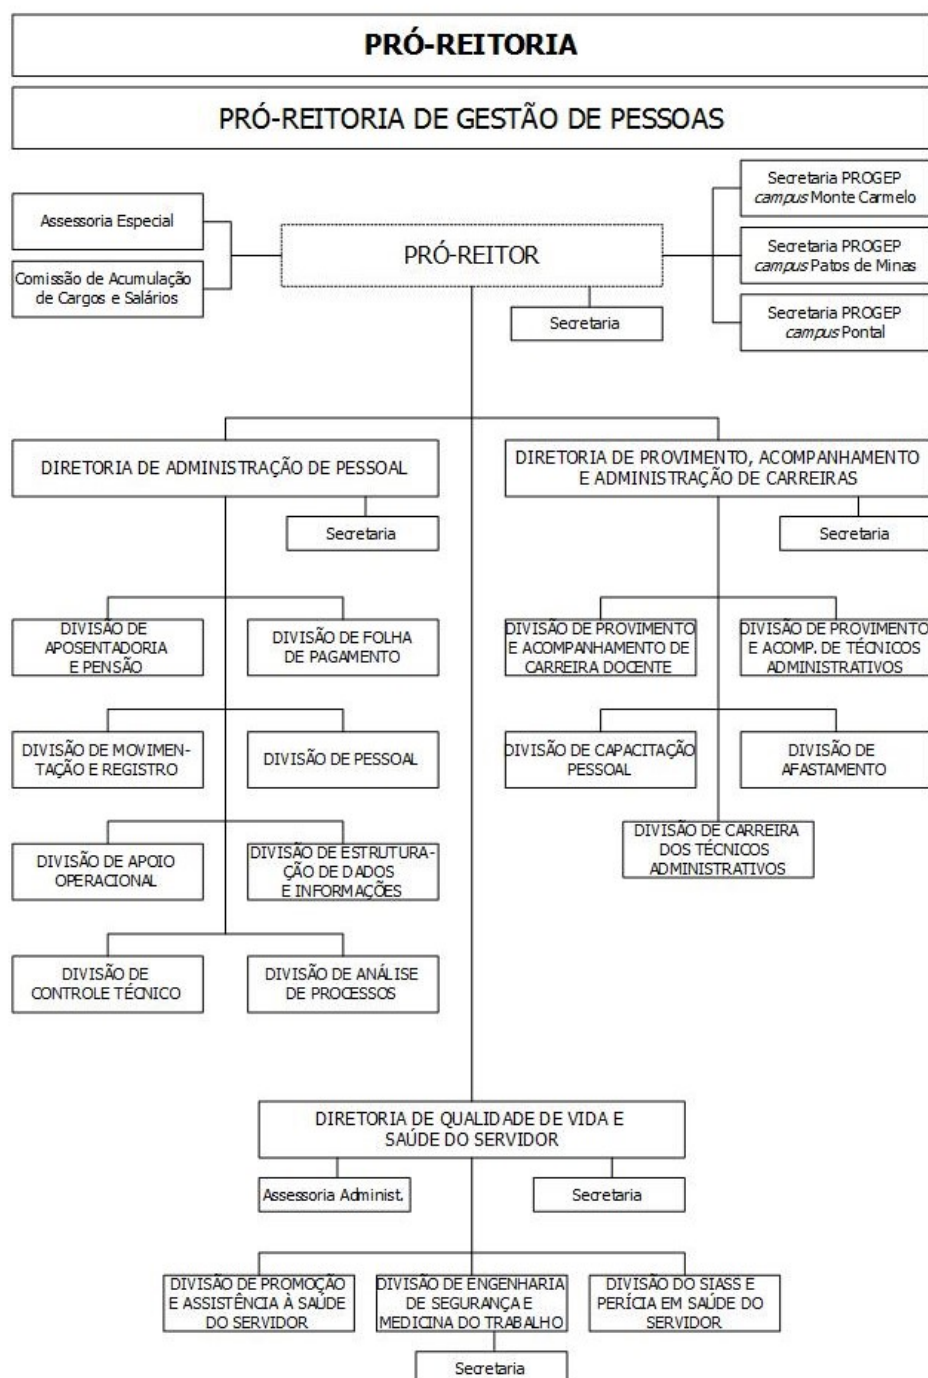 PRÓ-REITORIA
PRÓ-REITORIA DE GESTÃO DE PESSOAS
Assessoria Especial
Comissão de Acumulação
de Cargos e Salários
PRÓ-REITOR
Secretaria
Secretaria PROGEP
campus Monte Carmelo
Secretaria PROGEP
campus Patos de Minas
Secretaria PROGEP
campus Pontal
DIRETORIA DE ADMINISTRAÇÃO DE PESSOAL
Secretaria
DIRETORIA DE PROVIMENTO, ACOMPANHAMENTO
E ADMINISTRAÇÃO DE CARREIRAS
Secretaria
DIVISÃO DE
APOSENTADORIA
E PENSÃO
DIVISÃO DE FOLHA
DE PAGAMENTO
DIVISÃO DE MOVIMEN-
TAÇÃO E REGISTRO
DIVISÃO DE PESSOAL
DIVISÃO DE APOIO
OPERACIONAL
DIVISÃO DE ESTRUTURA-
ÇÃO DE DADOS
E INFORMAÇÕES
DIVISÃO DE
CONTROLE TÉCNICO
DIVISÃO DE ANÁLISE
DE PROCESSOS
DIVISÃO DE PROVIMENTO
E ACOMPANHAMENTO DE
CARREIRA DOCENTE
DIVISÃO DE PROVIMENTO
E ACOMP. DE TÉCNICOS
ADMINISTRATIVOS
DIVISÃO DE CAPACITAÇÃO
PESSOAL
DIVISÃO DE
AFASTAMENTO
DIVISÃO DE CARREIRA
DOS TÉCNICOS
ADMINISTRATIVOS
DIRETORIA DE QUALIDADE DE VIDA E
SAÚDE DO SERVIDOR
Assessoria Administ.
Secretaria
DIVISÃO DE PROMOÇÃO
E ASSISTÊNCIA À SAÚDE
DO SERVIDOR
DIVISÃO DE ENGENHARIA
DE SEGURANÇA E
MEDICINA DO TRABALHO
DIVISÃO DO SIASS E
PERÍCIA EM SAÚDE DO
SERVIDOR
Secretaria